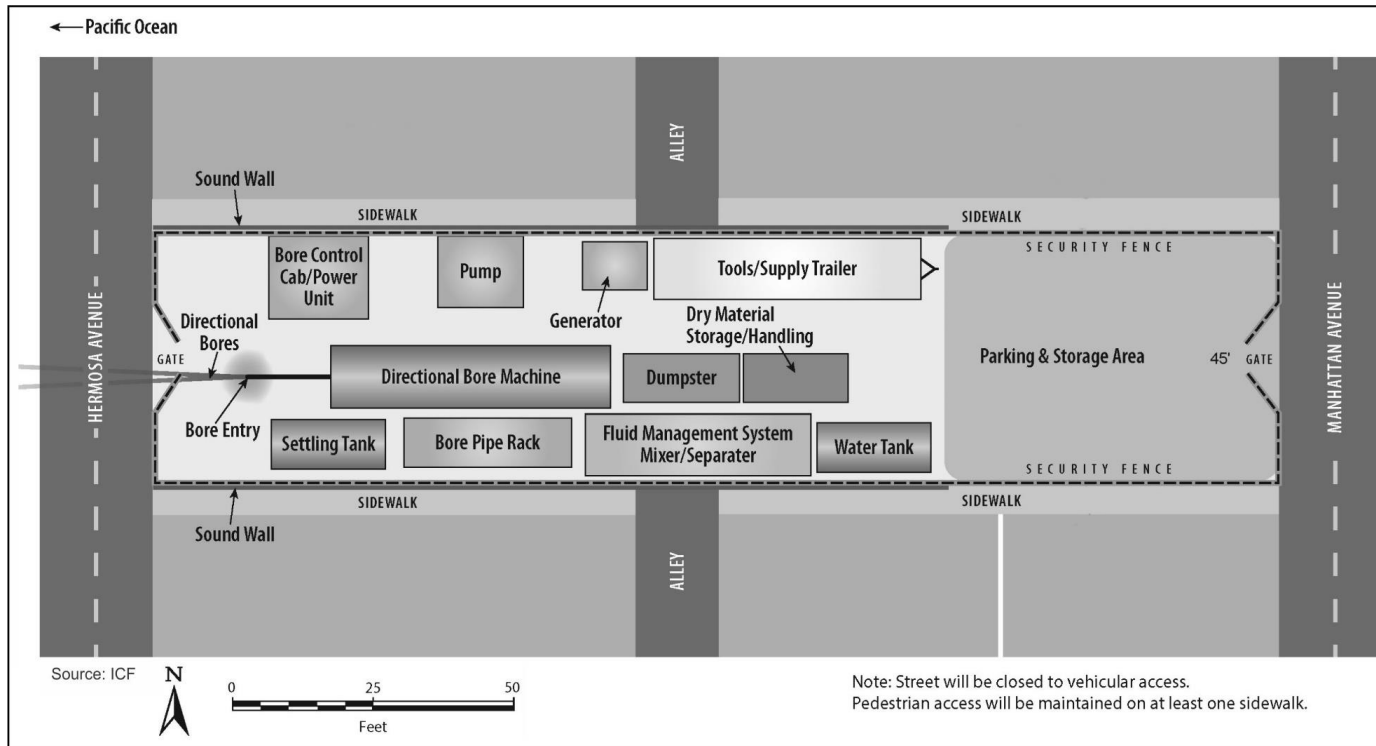 Pacific Ocean
ALLEY
Sound Wall
SIDEWALK
SIDEWALK
SECURITY FENCE
Bore Control
Cab/Power
Unit
Pump
Tools/Supply Trailer
Generator
Dry Material
Storage/Handling
Directional
Bores
GATE
HERMOSA AVENUE
Directional Bore Machine
Dumpster
Parking & Storage Area
45'
GATE
MANHATTAN AVENUE
Bore Entry
Settling Tank
Bore Pipe Rack
Fluid Management System
Mixer/Separater
Water Tank
SECURITY FENCE
SIDEWALK
SIDEWALK
Sound Wall
ALLEY
Source: ICF
N
0 25 50
Feet
Note: Street will be closed to vehicular access.
Pedestrian access will be maintained on at least one sidewalk.